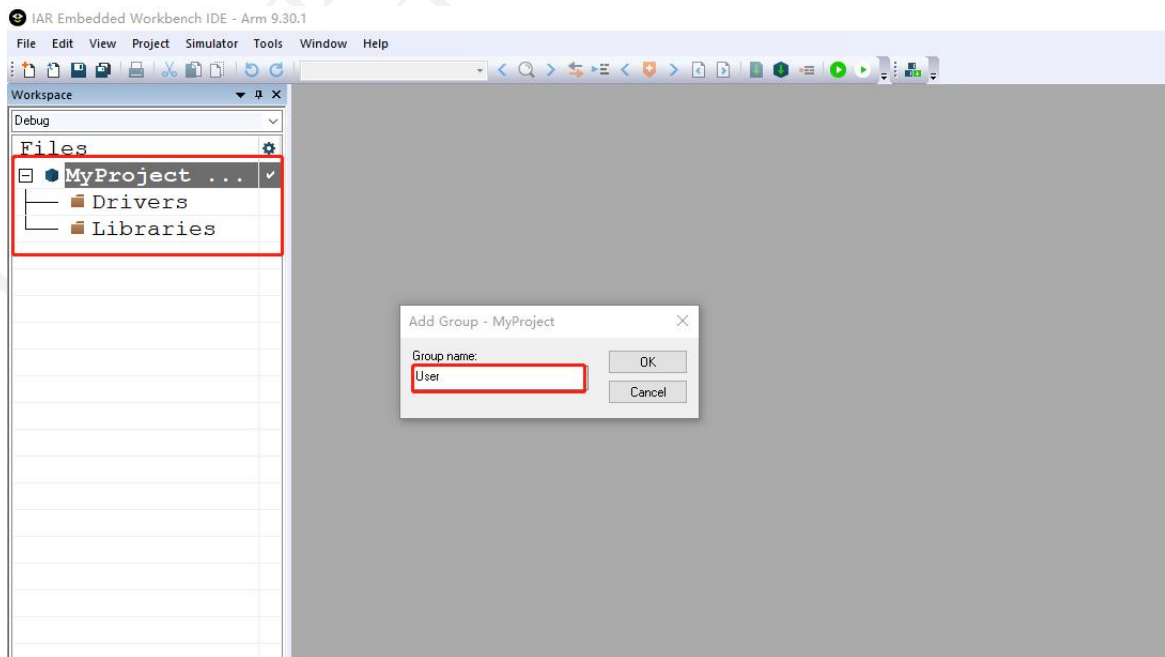 IAR Embedded Workbench IDE - Arm 9.30.1
File Edit View Project Simulator Tools Window Help
Workspace
Debug
Files
MyProject ...
Drivers
Libraries
Add Group - MyProject
Group name:
User
OK
Cancel